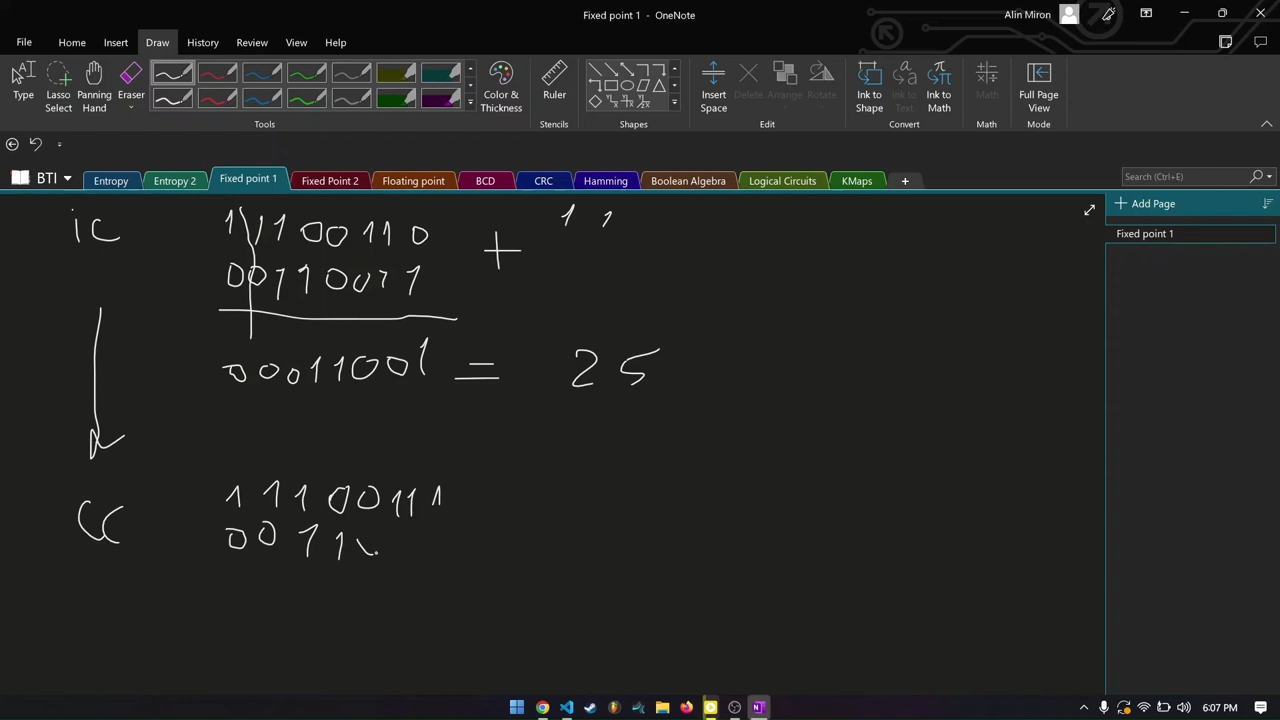 Fixed point 1 - OneNote
Alin Miron
File Home Insert Draw History Review View Help
Type
Lasso Select
Panning Hand
Eraser
Color & Thickness
Ruler
Insert Space
Delete
Arrange
Rotate
Ink to Shape
Ink to Text
Ink to Math
Math
Full Page View
Tools Stencils Shapes Edit Convert Math Mode
BTI Entropy Entropy 2 Fixed point 1 Fixed Point 2 Floating point BCD CRC Hamming Boolean Algebra Logical Circuits KMaps +
Search (Ctrl+E)
Add Page
Fixed point 1
ic 11100110 +
00110011
00011001 = 25
CC 11100111
0011
6:07 PM